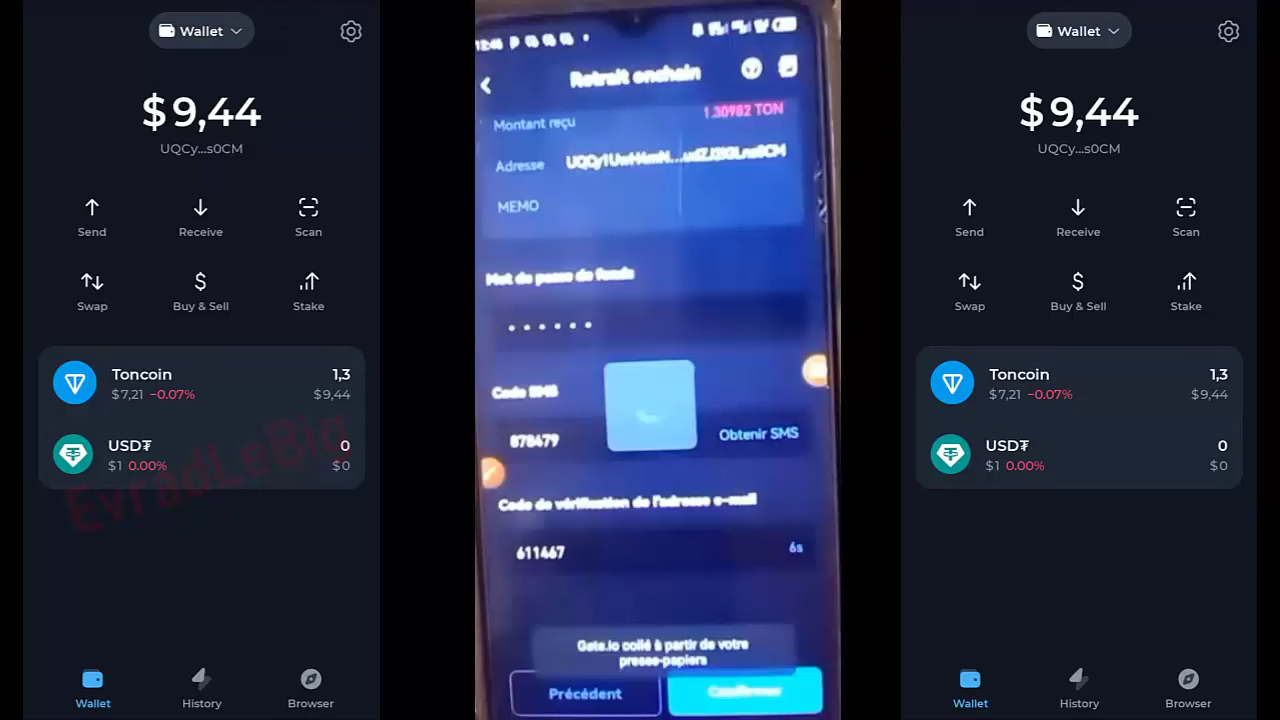 Wallet
$9,44
UQCy...s0CM
Send
Receive
Scan
Swap
Buy & Sell
Stake
Toncoin
1,3
$7,21 −0.07%
$9,44
USD₮
0
$1 0.00%
$0
EvradLeBig
Wallet
History
Browser
12:46
Retrait onchain
Montant reçu
1.30982 TON
Adresse
MEMO
Mot de passe de fonds
Code SMS
878479
Obtenir SMS
Code de vérification de l'adresse e-mail
611467
6s
Gate.io collé à partir de votre
presse-papiers
Précédent
Confirmer
Wallet
$9,44
UQCy...s0CM
Send
Receive
Scan
Swap
Buy & Sell
Stake
Toncoin
1,3
$7,21 −0.07%
$9,44
USD₮
0
$1 0.00%
$0
Wallet
History
Browser